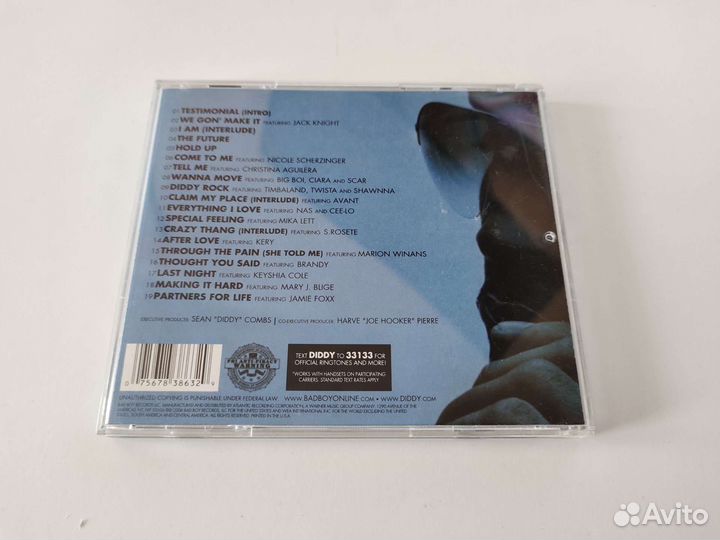 01 TESTIMONIAL (INTRO)
02 WE GON' MAKE IT FEATURING JACK KNIGHT
03 I AM (INTERLUDE)
04 THE FUTURE
05 HOLD UP
06 COME TO ME FEATURING NICOLE SCHERZINGER
07 TELL ME FEATURING CHRISTINA AGUILERA
08 WANNA MOVE FEATURING BIG BOI, CIARA AND SCAR
09 DIDDY ROCK FEATURING TIMBALAND, TWISTA AND SHAWNNA
10 CLAIM MY PLACE (INTERLUDE) FEATURING AVANT
11 EVERYTHING I LOVE FEATURING NAS AND CEE-LO
12 SPECIAL FEELING FEATURING MIKA LETT
13 CRAZY THANG (INTERLUDE) FEATURING S.ROSETE
14 AFTER LOVE FEATURING KERY
15 THROUGH THE PAIN (SHE TOLD ME) FEATURING MARION WINANS
16 THOUGHT YOU SAID FEATURING BRANDY
17 LAST NIGHT FEATURING KEYSHIA COLE
18 MAKING IT HARD FEATURING MARY J. BLIGE
19 PARTNERS FOR LIFE FEATURING JAMIE FOXX
EXECUTIVE PRODUCER SEAN "DIDDY" COMBS | CO-EXECUTIVE PRODUCER HARVE "JOE HOOKER" PIERRE
0 75678 38632 9
FBI ANTI-PIRACY
WARNING
TEXT DIDDY TO 33133 FOR
OFFICIAL RINGTONES AND MORE!
*WORKS WITH HANDSETS ON PARTICIPATING
CARRIERS. STANDARD TEXT RATES APPLY.
UNAUTHORIZED COPYING IS PUNISHABLE UNDER FEDERAL LAW WWW.BADBOYONLINE.COM • WWW.DIDDY.COM
Avito